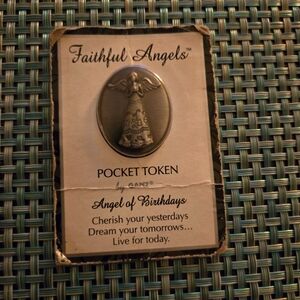 Faithful Angels™
POCKET TOKEN
by GANZ®
Angel of Birthdays
Cherish your yesterdays
Dream your tomorrows...
Live for today.